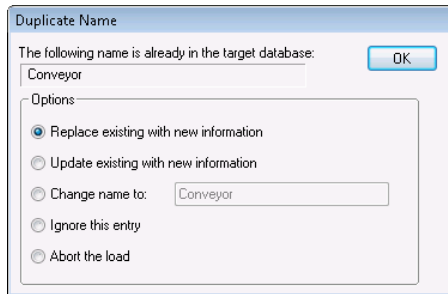 Duplicate Name
The following name is already in the target database:
OK
Conveyor
Options
Replace existing with new information
Update existing with new information
Change name to: Conveyor
Ignore this entry
Abort the load